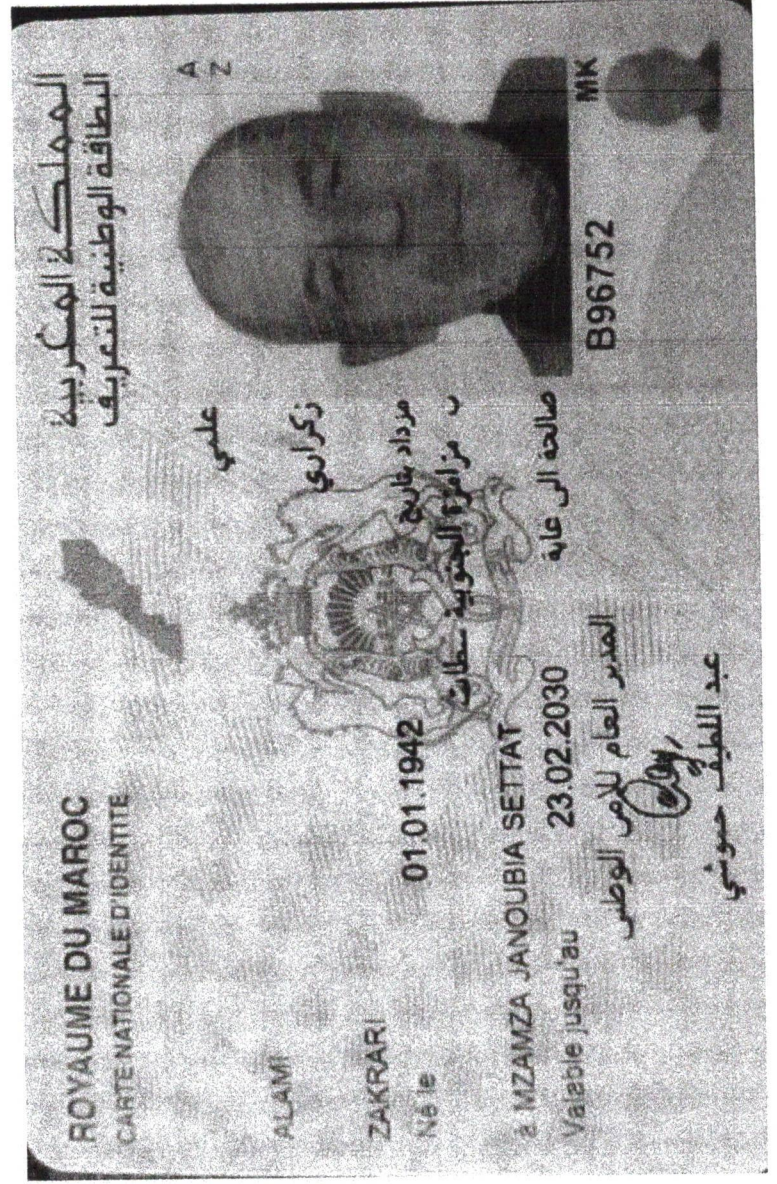 ROYAUME DU MAROC
المملكة المغربية
CARTE NATIONALE D'IDENTITE
البطاقة الوطنية للتعريف
A
Z
علمي
ALAMI
زكراري
ZAKRARI
مزداد بتاريخ
Né le
01.01.1942
ب مزامزة الجنوبية سطات
à MZAMZA JANOUBIA SETTAT
صالحة الى غاية
Valable jusqu'au
23.02.2030
B96752
MK
المدير العام للأمن الوطني
عبد اللطيف حموشي